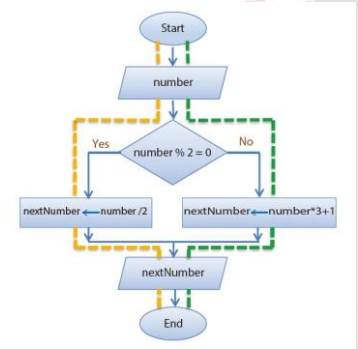 Start
number
Yes
No
number % 2 = 0
nextNumber number /2
nextNumber number*3+1
nextNumber
End